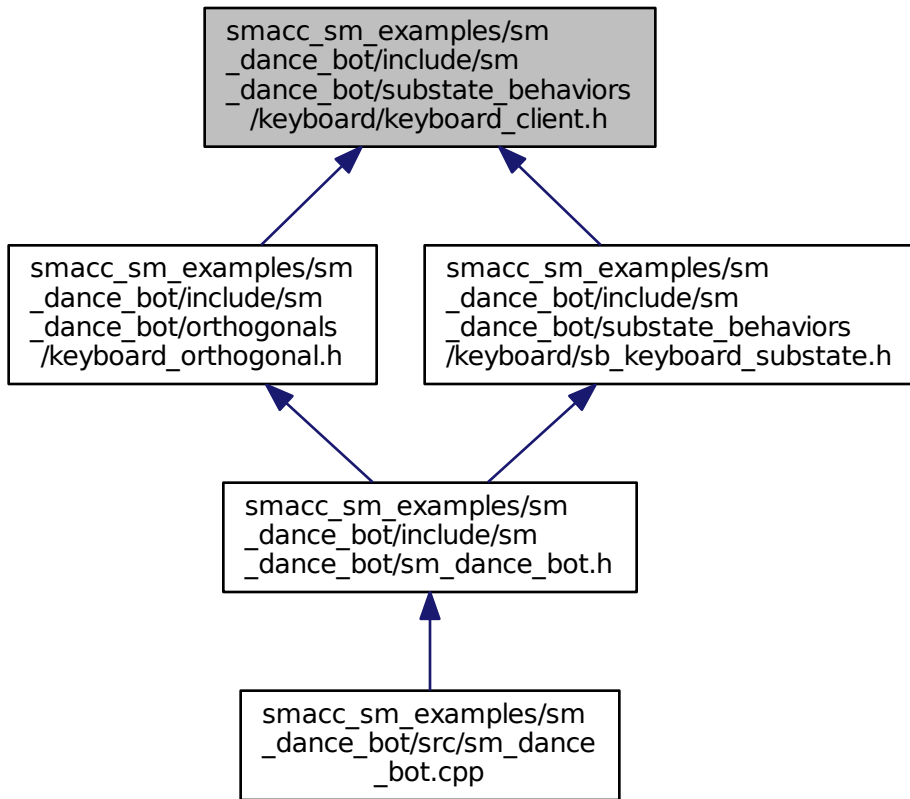 smacc_sm_examples/sm
_dance_bot/include/sm
_dance_bot/substate_behaviors
/keyboard/keyboard_client.h
smacc_sm_examples/sm
_dance_bot/include/sm
_dance_bot/orthogonals
/keyboard_orthogonal.h
smacc_sm_examples/sm
_dance_bot/include/sm
_dance_bot/substate_behaviors
/keyboard/sb_keyboard_substate.h
smacc_sm_examples/sm
_dance_bot/include/sm
_dance_bot/sm_dance_bot.h
smacc_sm_examples/sm
_dance_bot/src/sm_dance
_bot.cpp